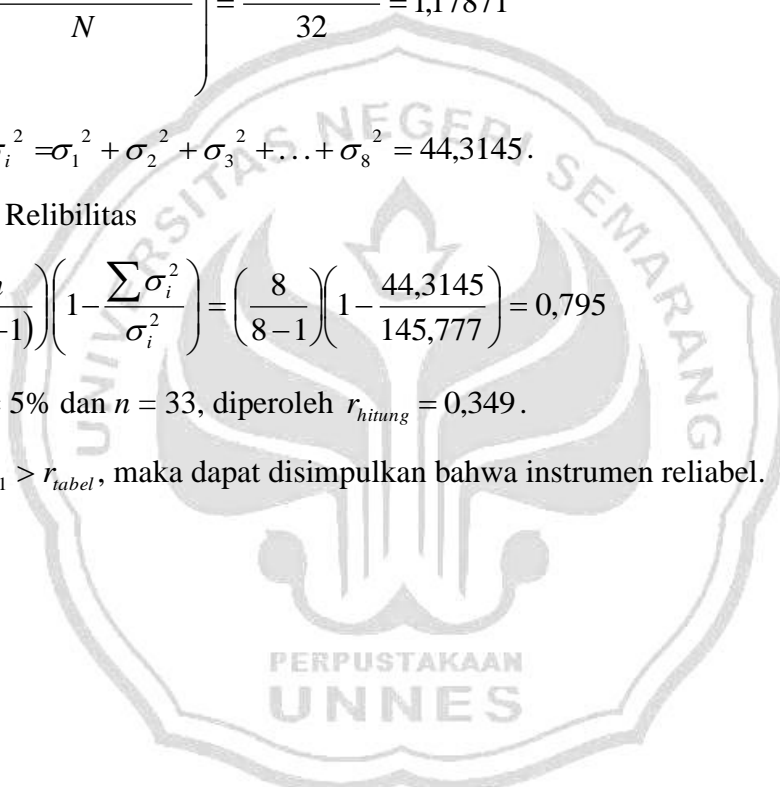 N = 32 = 1,17871
σ_i² =σ_1² + σ_2² + σ_3² + … + σ_8² = 44,3145.
Relibilitas
-1))(1 − ∑σ_i² / σ_i²) = (8 / (8 − 1))(1 − 44,3145 / 145,777) = 0,795
5% dan n = 33, diperoleh r_hitung = 0,349.
1 > r_tabel, maka dapat disimpulkan bahwa instrumen reliabel.
UNIVERSITAS NEGERI SEMARANG
PERPUSTAKAAN
UNNES